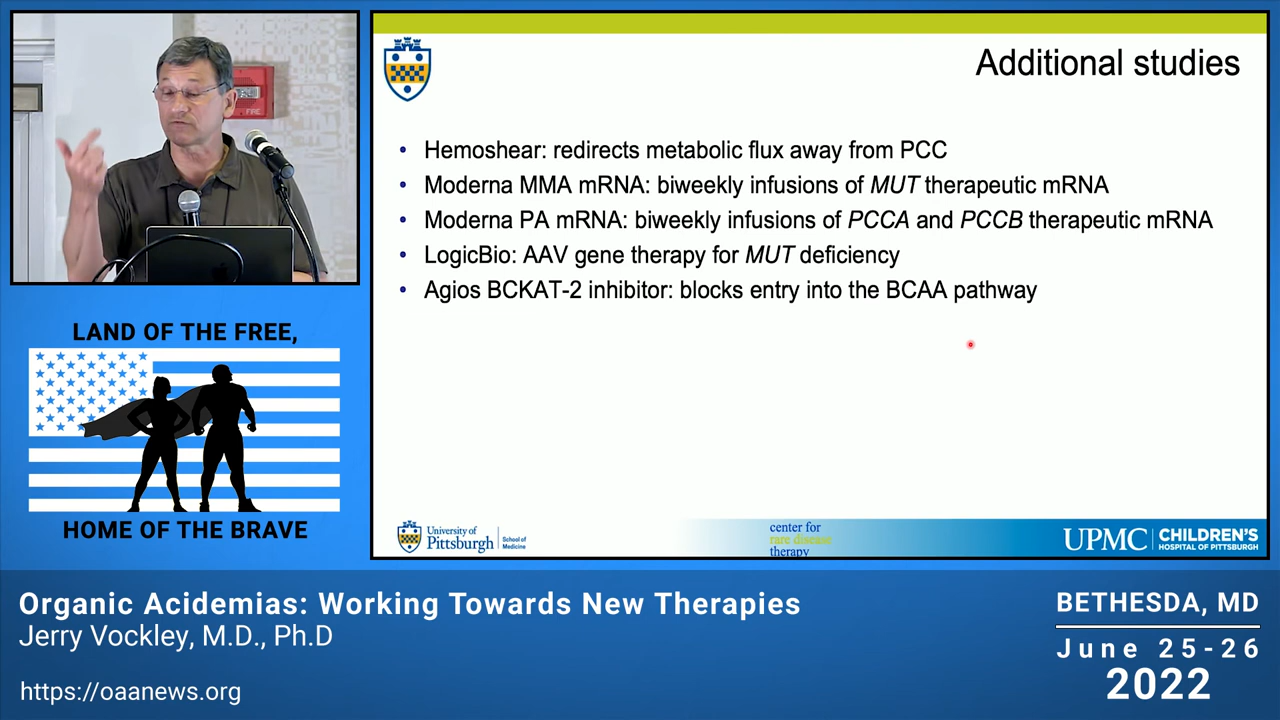 FIRE
Additional studies
• Hemoshear: redirects metabolic flux away from PCC
• Moderna MMA mRNA: biweekly infusions of MUT therapeutic mRNA
• Moderna PA mRNA: biweekly infusions of PCCA and PCCB therapeutic mRNA
• LogicBio: AAV gene therapy for MUT deficiency
• Agios BCKAT-2 inhibitor: blocks entry into the BCAA pathway
LAND OF THE FREE,
HOME OF THE BRAVE
University of
Pittsburgh
School of
Medicine
center for
rare disease
therapy
UPMC
CHILDREN'S
HOSPITAL OF PITTSBURGH
Organic Acidemias: Working Towards New Therapies
Jerry Vockley, M.D., Ph.D
https://oaanews.org
BETHESDA, MD
June 25-26
2022